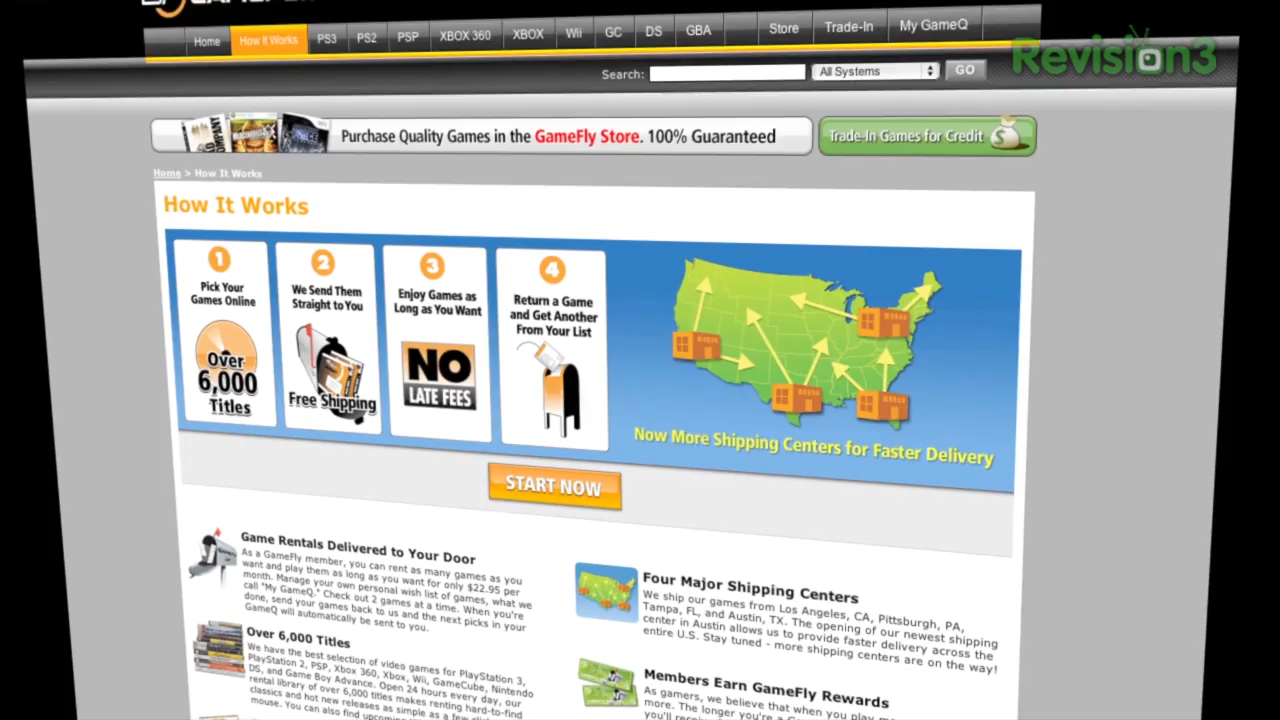 Home How It Works PS3 PS2 PSP XBOX 360 XBOX Wii GC DS GBA Store Trade-In My GameQ
Revision3
Search: All Systems GO
Purchase Quality Games in the GameFly Store. 100% Guaranteed
Trade-In Games for Credit
Home > How It Works
How It Works
1
Pick Your
Games Online
Over
6,000
Titles
2
We Send Them
Straight to You
Free Shipping
3
Enjoy Games as
Long as You Want
NO
LATE FEES
4
Return a Game
and Get Another
From Your List
Now More Shipping Centers for Faster Delivery
START NOW
Game Rentals Delivered to Your Door
As a GameFly member, you can rent as many games as you
want and play them as long as you want for only $22.95 per
month. Manage your own personal wish list of games, what we
call "My GameQ." Check out 2 games at a time. When you're
done, send your games back to us and the next picks in your
GameQ will automatically be sent to you.
Over 6,000 Titles
We have the best selection of video games for PlayStation 3,
PlayStation 2, PSP, Xbox 360, Xbox, Wii, GameCube, Nintendo
DS, and Game Boy Advance. Open 24 hours every day, our
rental library of over 6,000 titles makes renting hard-to-find
classics and hot new releases as simple as a few
mouse. You can also find
Four Major Shipping Centers
We ship our games from Los Angeles, CA, Pittsburgh, PA,
Tampa, FL, and Austin, TX. The opening of our newest shipping
center in Austin allows us to provide faster delivery across the
entire U.S. Stay tuned - more shipping centers are on the way!
Members Earn GameFly Rewards
As gamers, we believe that when you play
more. The longer you're a